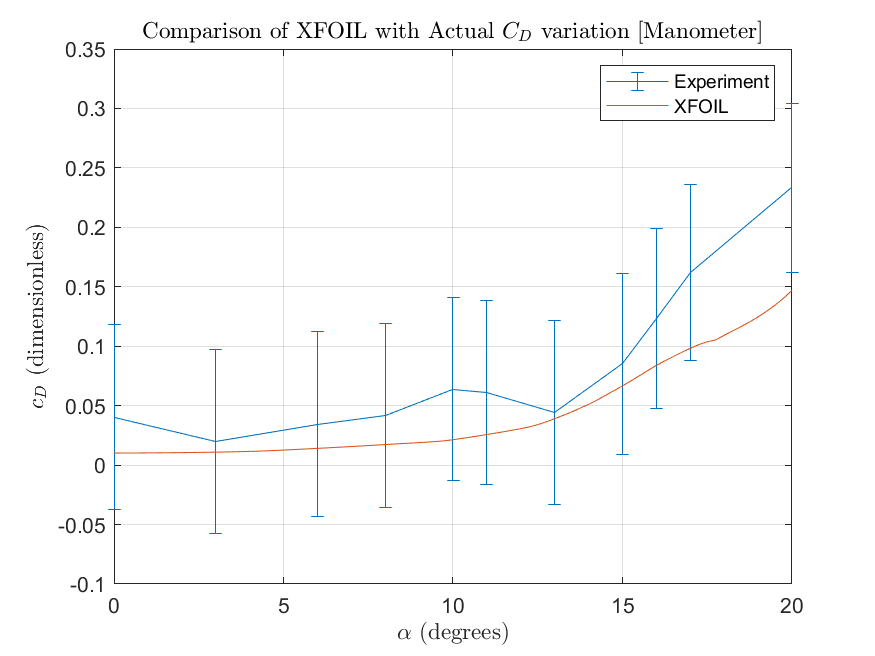 Comparison of XFOIL with Actual $C_D$ variation [Manometer]
0.35
0.3
0.25
0.2
0.15
0.1
0.05
0
-0.05
-0.1
$c_D$ (dimensionless)
Experiment
XFOIL
0 5 10 15 20
α (degrees)